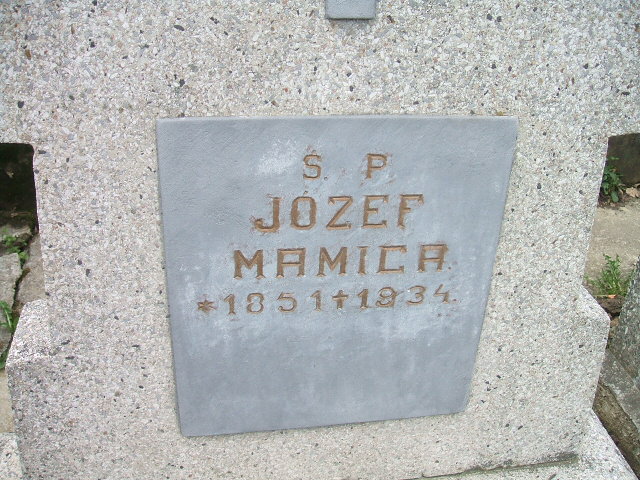 Ś. P
JÓZEF
MAMICA
*1851✝1934.